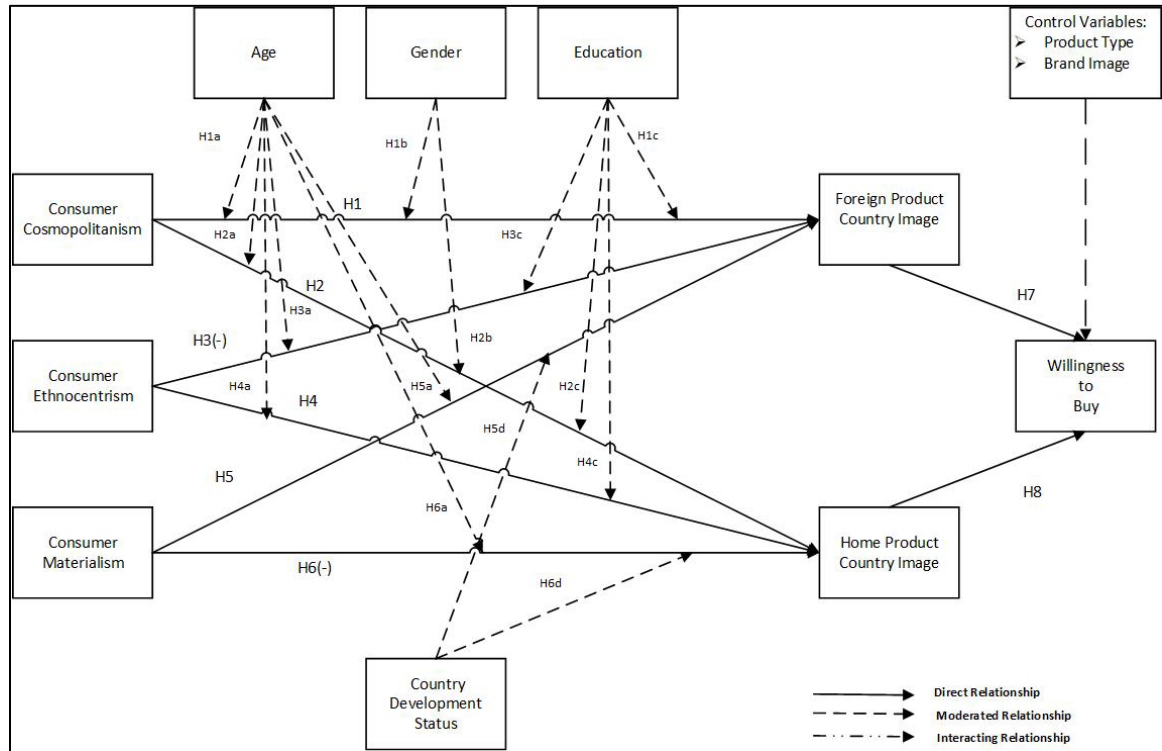 Age
Gender
Education
Control Variables:
➢ Product Type
➢ Brand Image
H1a
H1b
H1c
Consumer
Cosmopolitanism
H1
Foreign Product
Country Image
H2a
H3c
H2
H7
H3a
H3(-)
H2b
Consumer
Ethnocentrism
H4a
H4
H5a
H2c
Willingness
to
Buy
H5d
H4c
H5
H8
H6a
Consumer
Materialism
H6(-)
H6d
Home Product
Country Image
Country
Development
Status
Direct Relationship
Moderated Relationship
Interacting Relationship